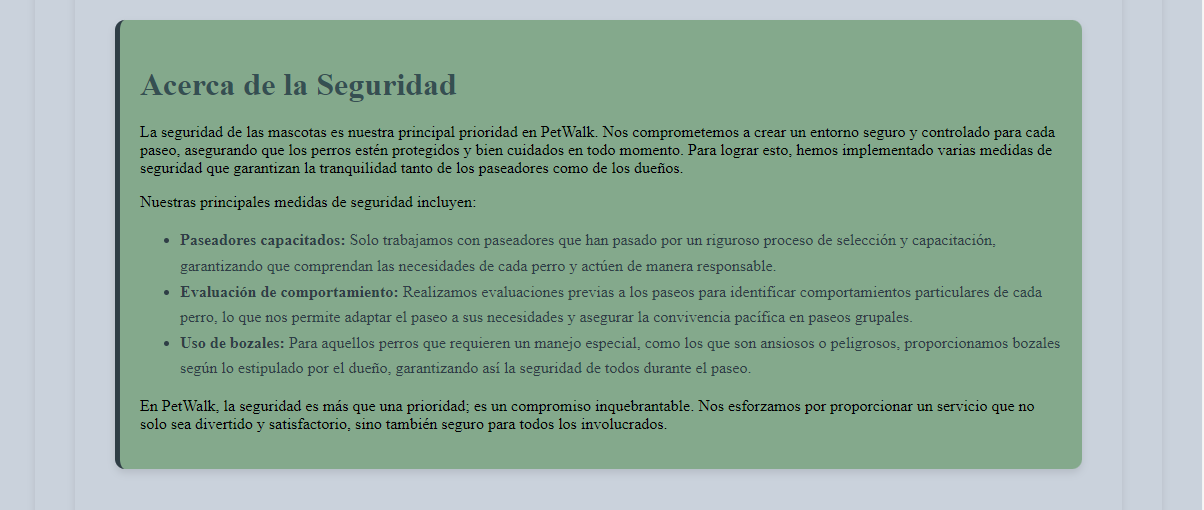 Acerca de la Seguridad
La seguridad de las mascotas es nuestra principal prioridad en PetWalk. Nos comprometemos a crear un entorno seguro y controlado para cada
paseo, asegurando que los perros estén protegidos y bien cuidados en todo momento. Para lograr esto, hemos implementado varias medidas de
seguridad que garantizan la tranquilidad tanto de los paseadores como de los dueños.
Nuestras principales medidas de seguridad incluyen:
• Paseadores capacitados: Solo trabajamos con paseadores que han pasado por un riguroso proceso de selección y capacitación,
garantizando que comprendan las necesidades de cada perro y actúen de manera responsable.
• Evaluación de comportamiento: Realizamos evaluaciones previas a los paseos para identificar comportamientos particulares de cada
perro, lo que nos permite adaptar el paseo a sus necesidades y asegurar la convivencia pacífica en paseos grupales.
• Uso de bozales: Para aquellos perros que requieren un manejo especial, como los que son ansiosos o peligrosos, proporcionamos bozales
según lo estipulado por el dueño, garantizando así la seguridad de todos durante el paseo.
En PetWalk, la seguridad es más que una prioridad; es un compromiso inquebrantable. Nos esforzamos por proporcionar un servicio que no
solo sea divertido y satisfactorio, sino también seguro para todos los involucrados.